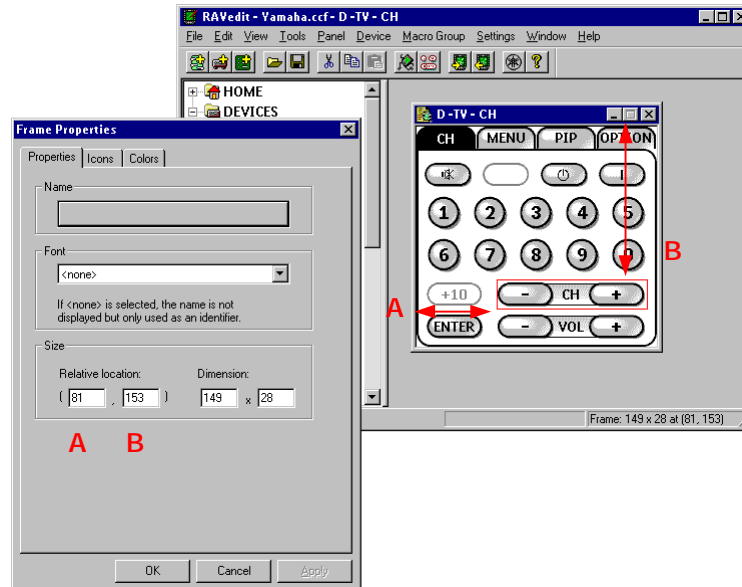 RAVedit - Yamaha.ccf - D -TV - CH
File Edit View Tools Panel Device Macro Group Settings Window Help
HOME
DEVICES
D -TV - CH
CH MENU PIP OPTION
1 2 3 4 5
6 7 8 9 0
+10 - CH +
ENTER - VOL +
A
B
Frame: 149 x 28 at (81, 153)
Frame Properties
Properties Icons Colors
Name
Font
<none>
If <none> is selected, the name is not
displayed but only used as an identifier.
Size
Relative location: Dimension:
( 81 , 153 ) 149 x 28
A B
OK Cancel Apply